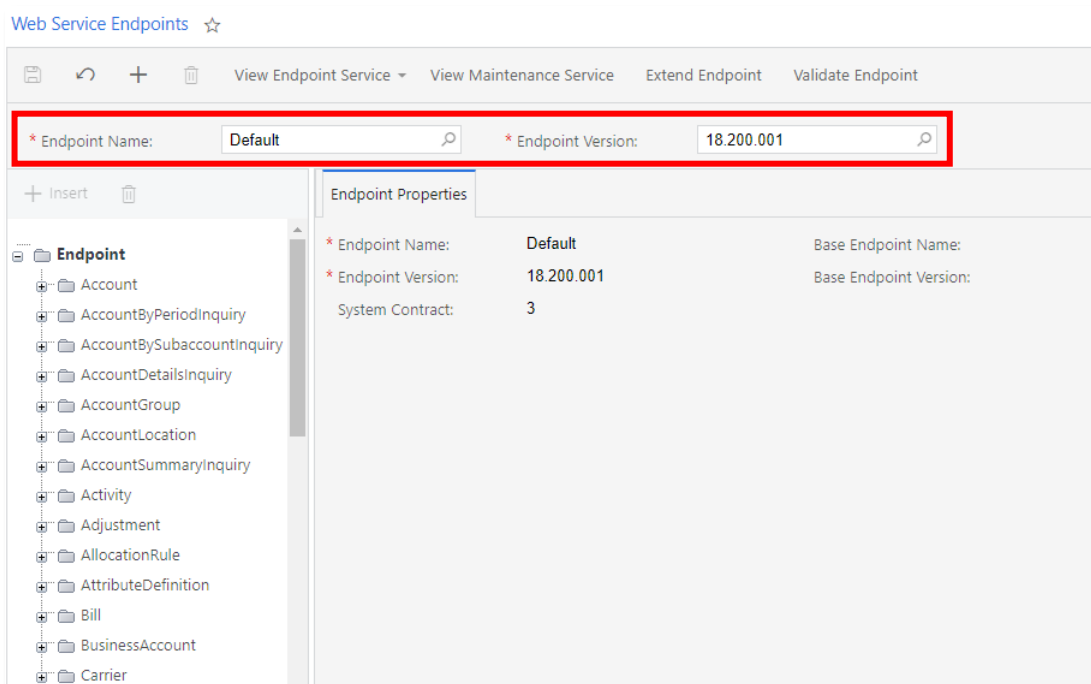 Web Service Endpoints
View Endpoint Service View Maintenance Service Extend Endpoint Validate Endpoint
* Endpoint Name: Default * Endpoint Version: 18.200.001
+ Insert
Endpoint Properties
Endpoint
Account
AccountByPeriodInquiry
AccountBySubaccountInquiry
AccountDetailsInquiry
AccountGroup
AccountLocation
AccountSummaryInquiry
Activity
Adjustment
AllocationRule
AttributeDefinition
Bill
BusinessAccount
Carrier
* Endpoint Name: Default Base Endpoint Name:
* Endpoint Version: 18.200.001 Base Endpoint Version:
System Contract: 3